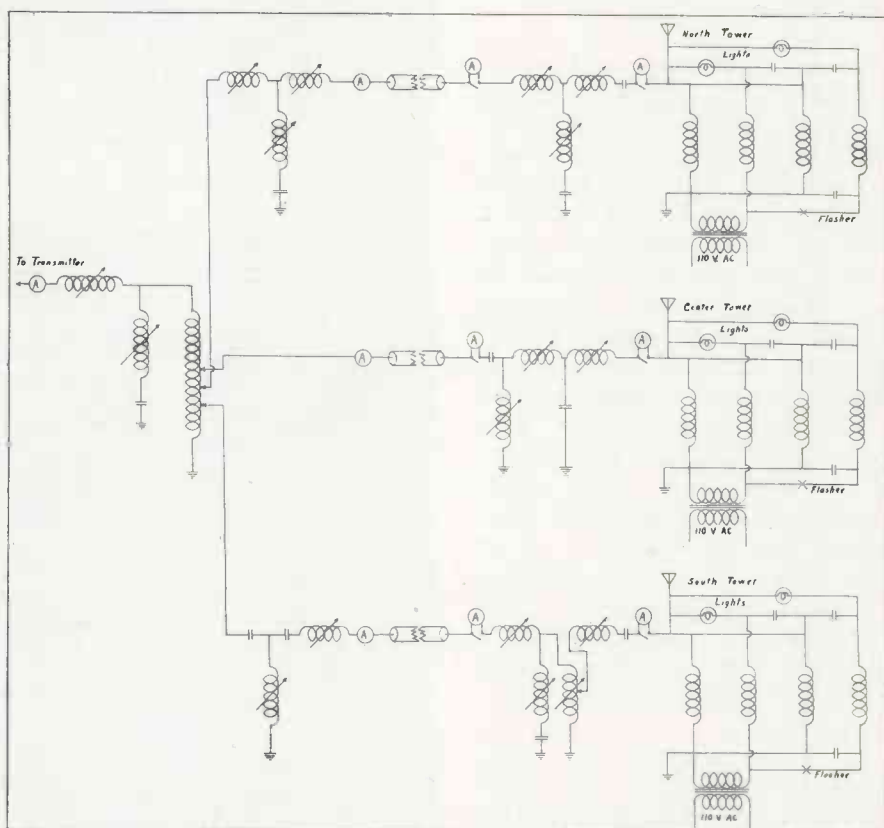 North Tower
Lights
A
A
A
Flasher
110 V AC
To Transmitter
A
Center Tower
Lights
A
A
A
Flasher
110 V AC
South Tower
Lights
A
A
A
Flasher
110 V AC